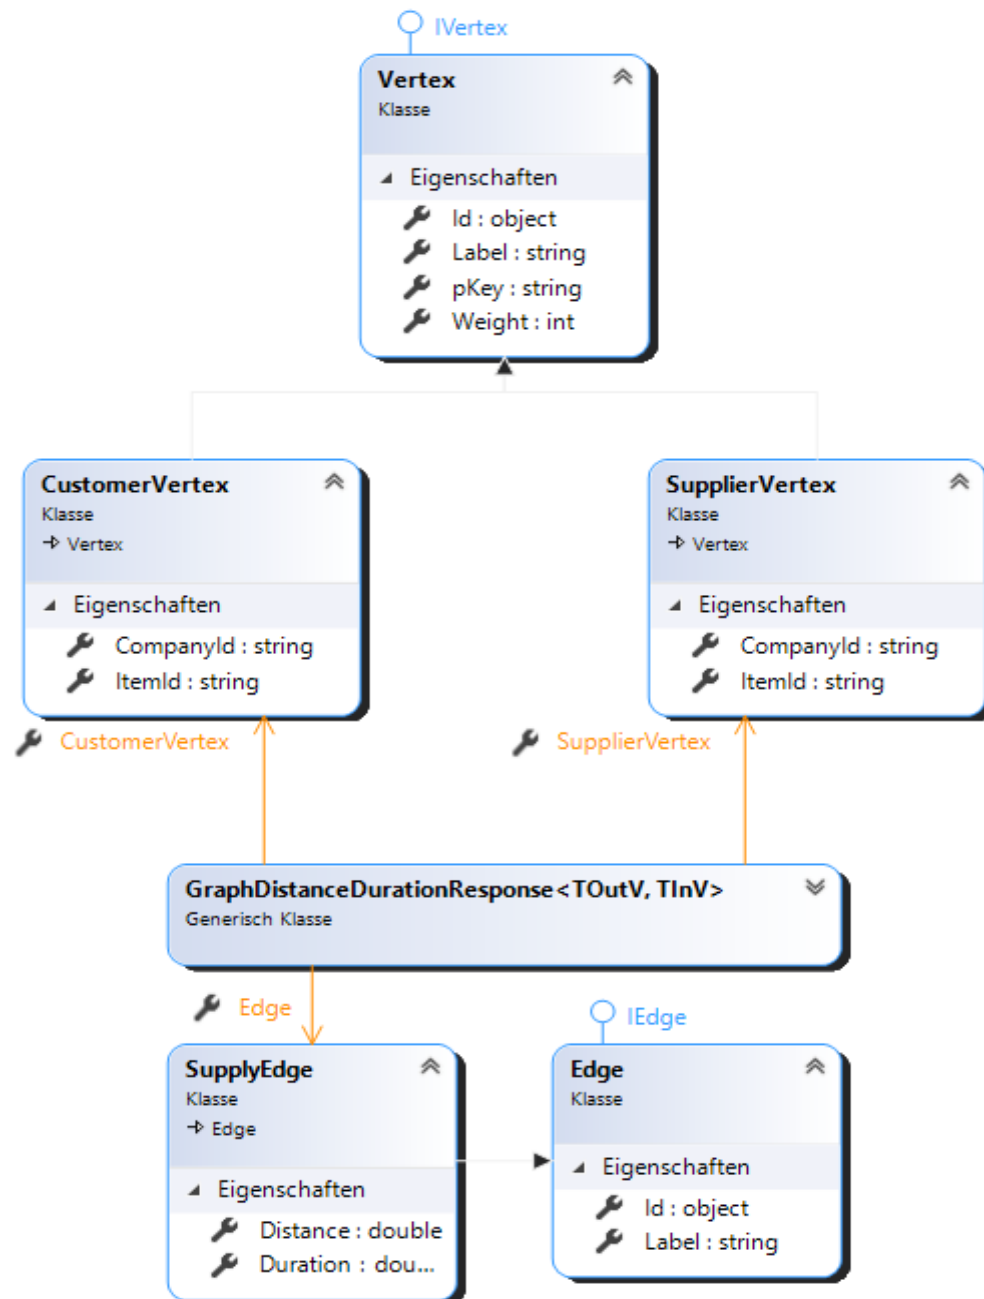 IVertex
Vertex
Klasse
Eigenschaften
Id : object
Label : string
pKey : string
Weight : int
CustomerVertex
Klasse
Vertex
Eigenschaften
CompanyId : string
ItemId : string
SupplierVertex
Klasse
Vertex
Eigenschaften
CompanyId : string
ItemId : string
CustomerVertex
SupplierVertex
GraphDistanceDurationResponse<TOutV, TInV>
Generisch Klasse
Edge
IEdge
SupplyEdge
Klasse
Edge
Eigenschaften
Distance : double
Duration : dou...
Edge
Klasse
Eigenschaften
Id : object
Label : string